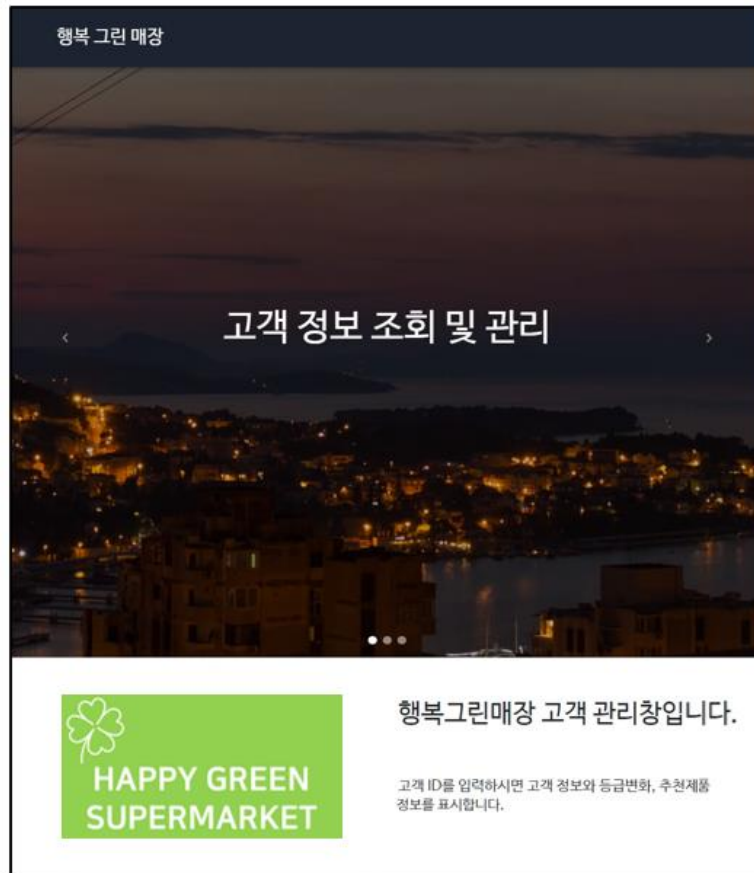 행복 그린 매장
고객 정보 조회 및 관리
HAPPY GREEN
SUPERMARKET
행복그린매장 고객 관리창입니다.
고객 ID를 입력하시면 고객 정보와 등급변화, 추천제품
정보를 표시합니다.